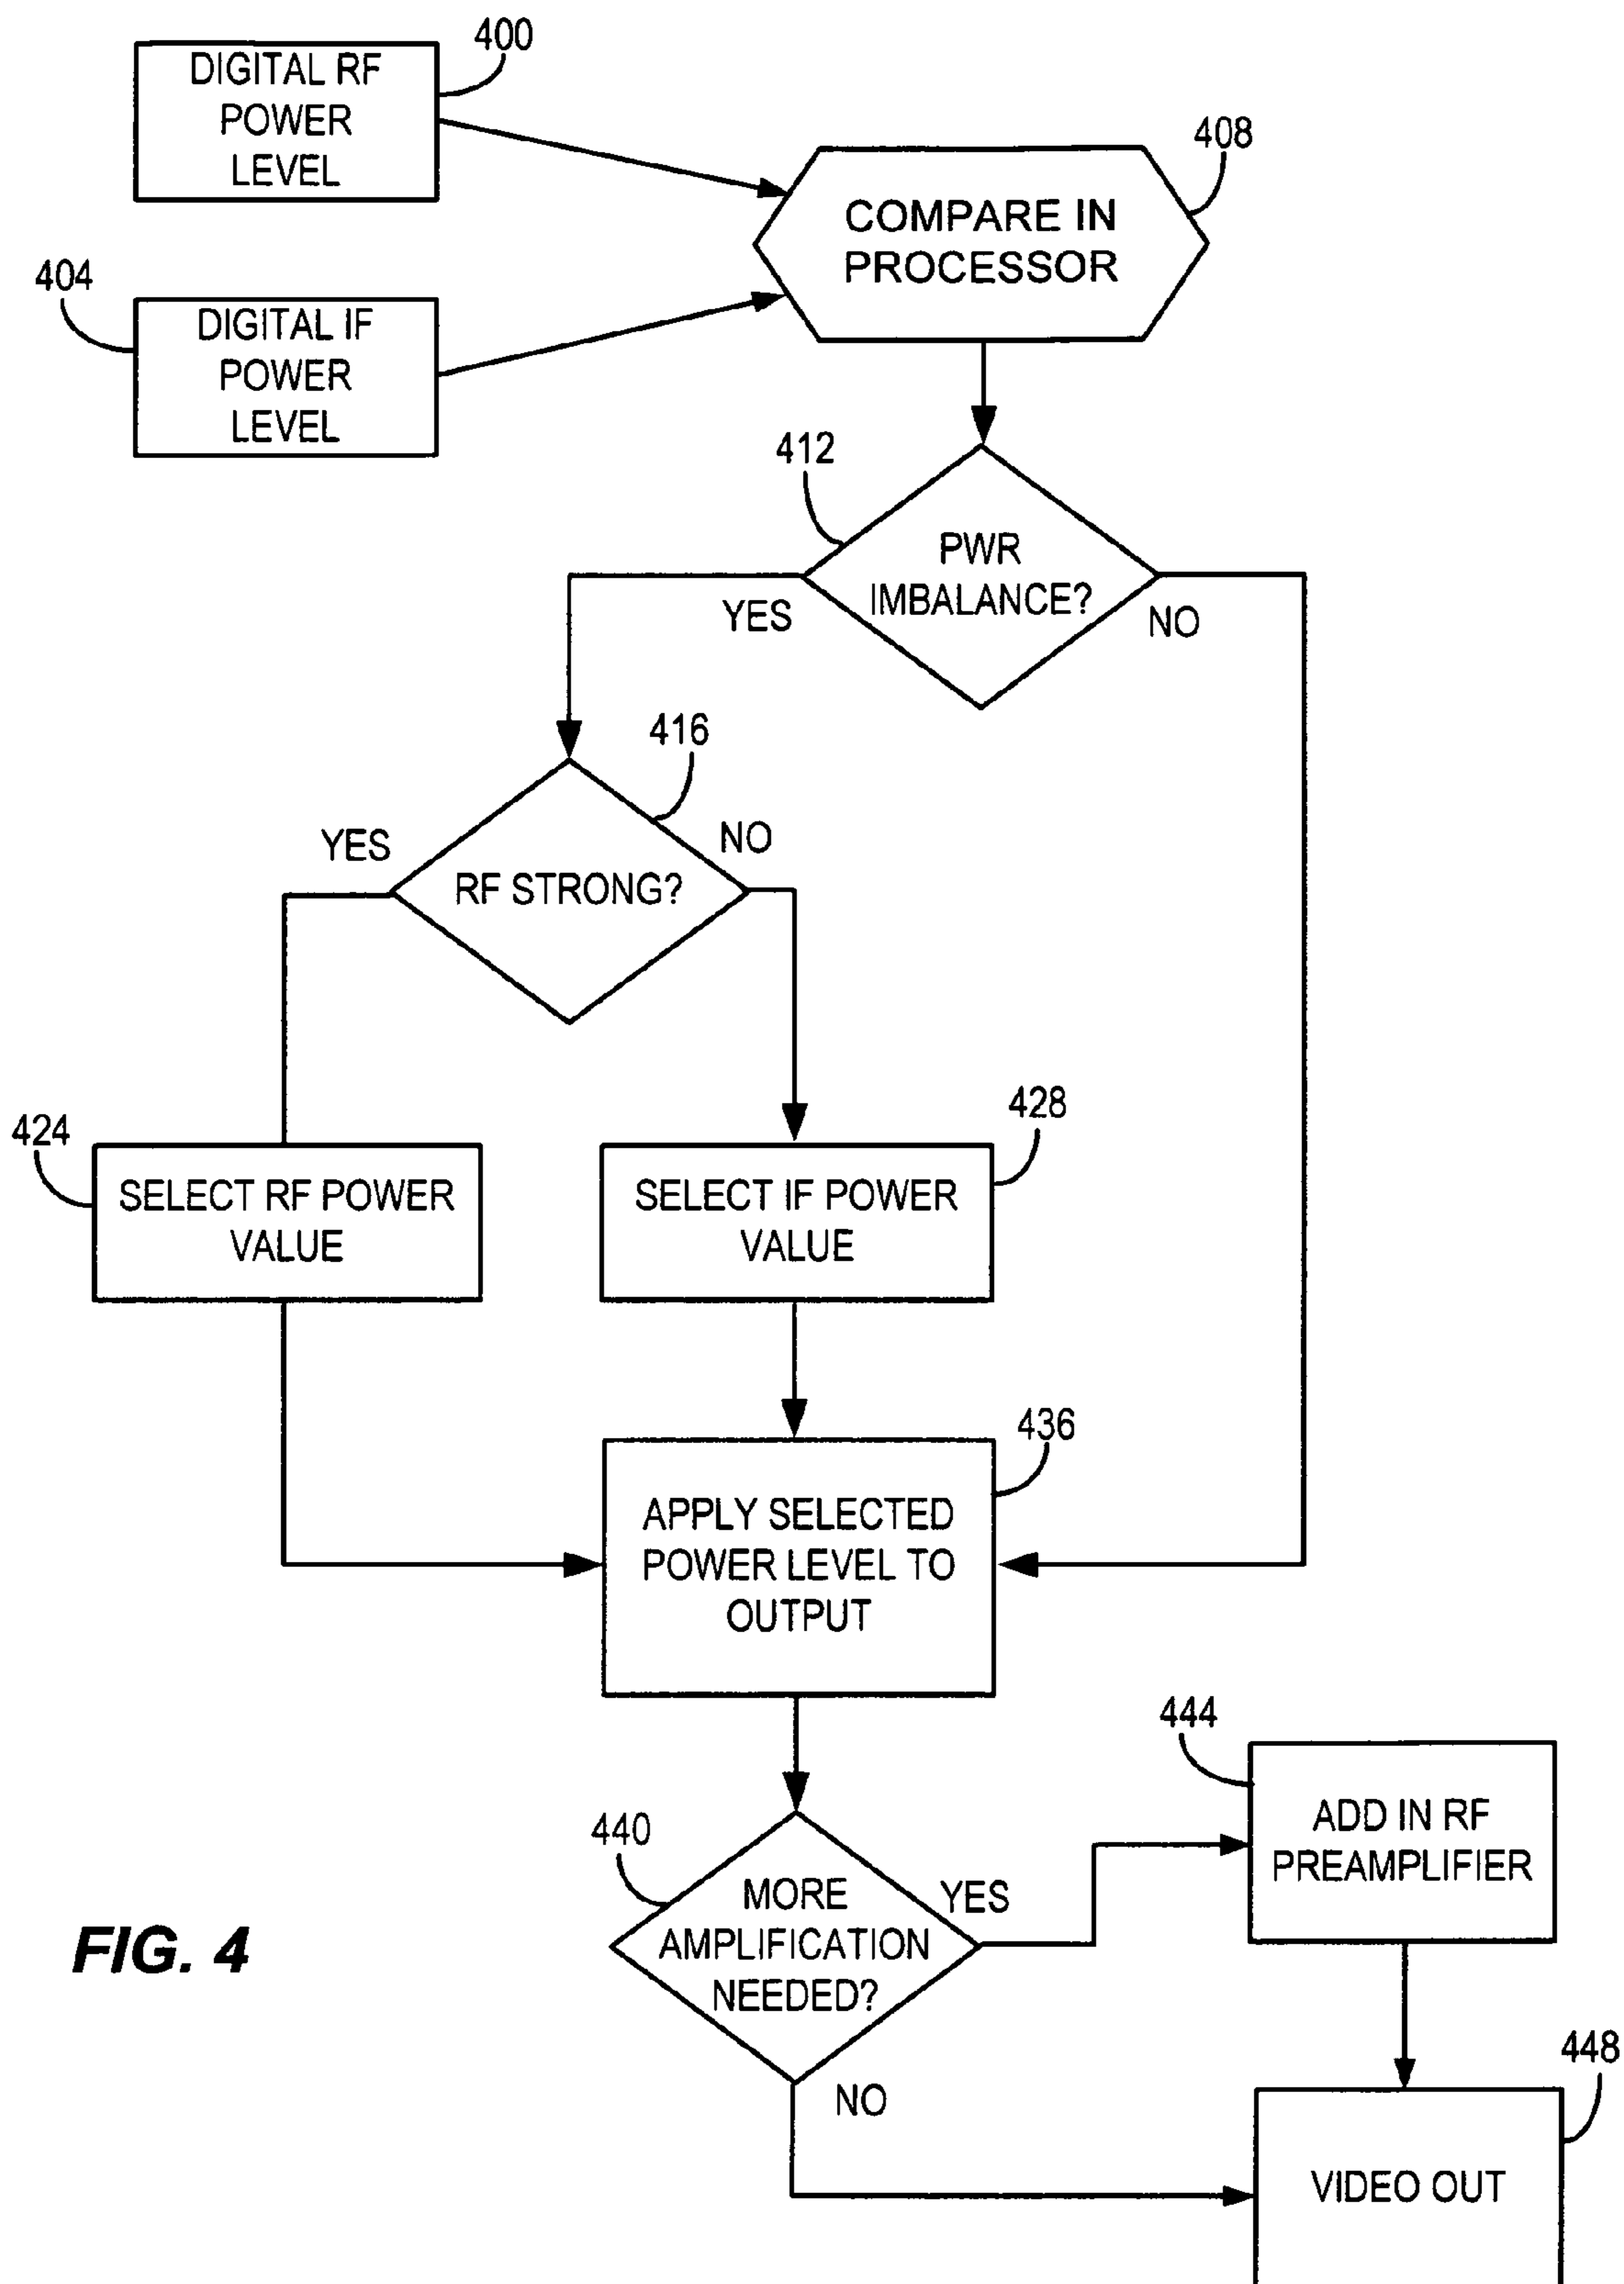 400
DIGITAL RF
POWER
LEVEL
408
COMPARE IN
PROCESSOR
404
DIGITAL IF
POWER
LEVEL
412
PWR
IMBALANCE?
YES
NO
416
YES
NO
RF STRONG?
424
SELECT RF POWER
VALUE
428
SELECT IF POWER
VALUE
436
APPLY SELECTED
POWER LEVEL TO
OUTPUT
444
ADD IN RF
PREAMPLIFIER
440
MORE
AMPLIFICATION
NEEDED?
YES
NO
FIG. 4
448
VIDEO OUT